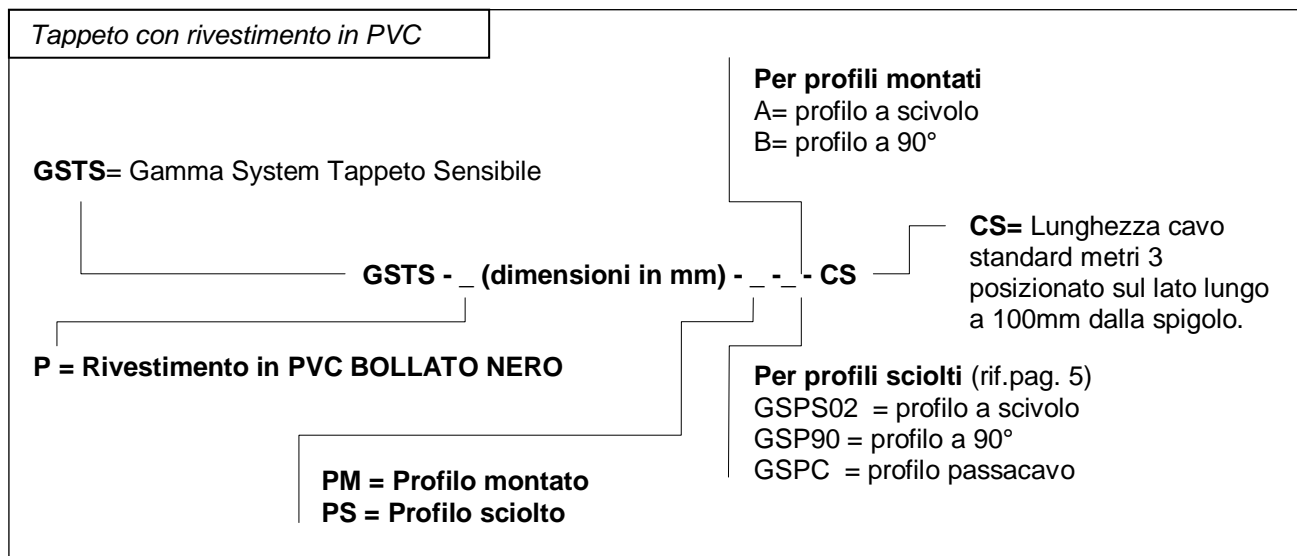 Tappeto con rivestimento in PVC
Per profili montati
A= profilo a scivolo
B= profilo a 90°
GSTS= Gamma System Tappeto Sensibile
CS= Lunghezza cavo
standard metri 3
posizionato sul lato lungo
a 100mm dalla spigolo.
GSTS - _ (dimensioni in mm) - _ -_ - CS
P = Rivestimento in PVC BOLLATO NERO
Per profili sciolti (rif.pag. 5)
GSPS02 = profilo a scivolo
GSP90 = profilo a 90°
GSPC = profilo passacavo
PM = Profilo montato
PS = Profilo sciolto